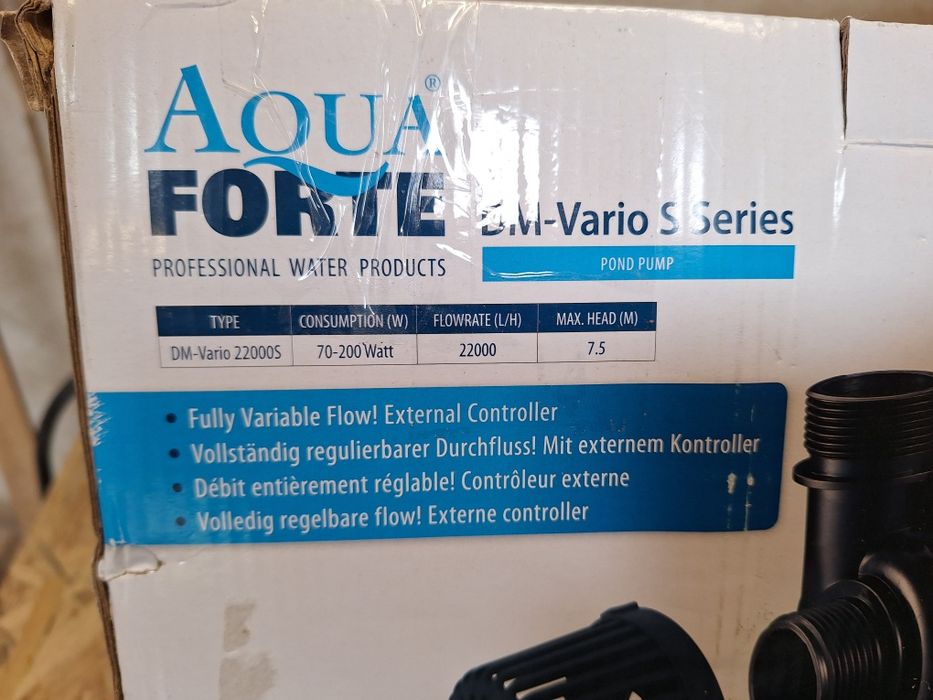 AQUA®
FORTE
PROFESSIONAL WATER PRODUCTS
DM-Vario S Series
POND PUMP
TYPE CONSUMPTION (W) FLOWRATE (L/H) MAX. HEAD (M)
DM-Vario 22000S 70-200 Watt 22000 7.5
• Fully Variable Flow! External Controller
• Vollständig regulierbarer Durchfluss! Mit externem Kontroller
• Débit entièrement réglable! Contrôleur externe
• Volledig regelbare flow! Externe controller